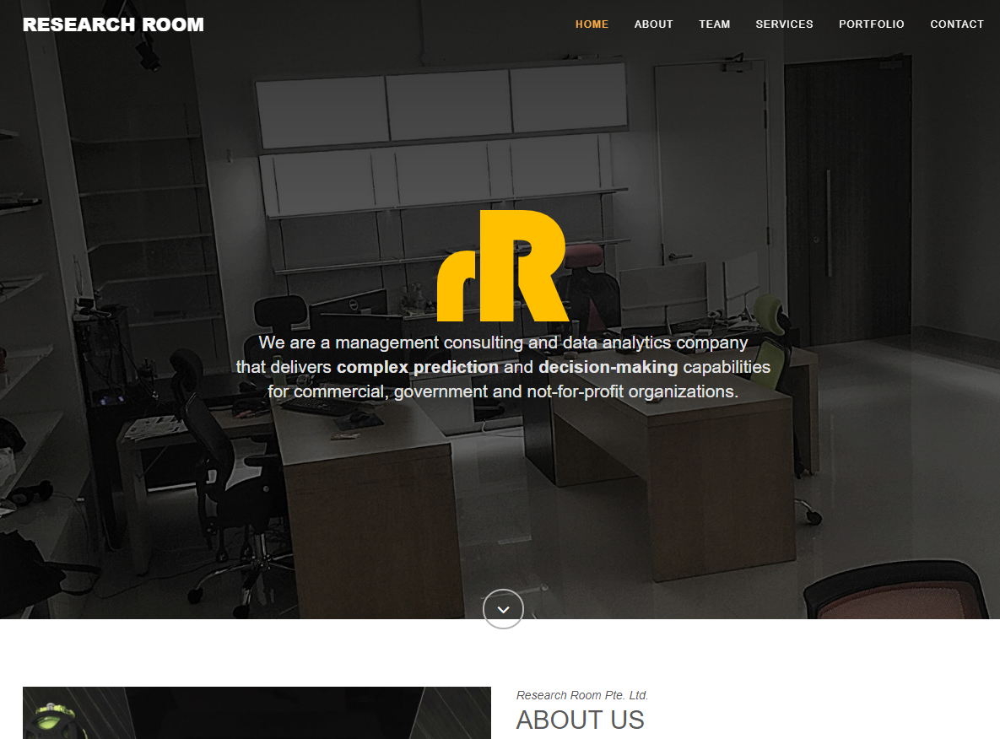 RESEARCH ROOM
HOME ABOUT TEAM SERVICES PORTFOLIO CONTACT
rR
We are a management consulting and data analytics company
that delivers complex prediction and decision-making capabilities
for commercial, government and not-for-profit organizations.
Research Room Pte. Ltd.
ABOUT US